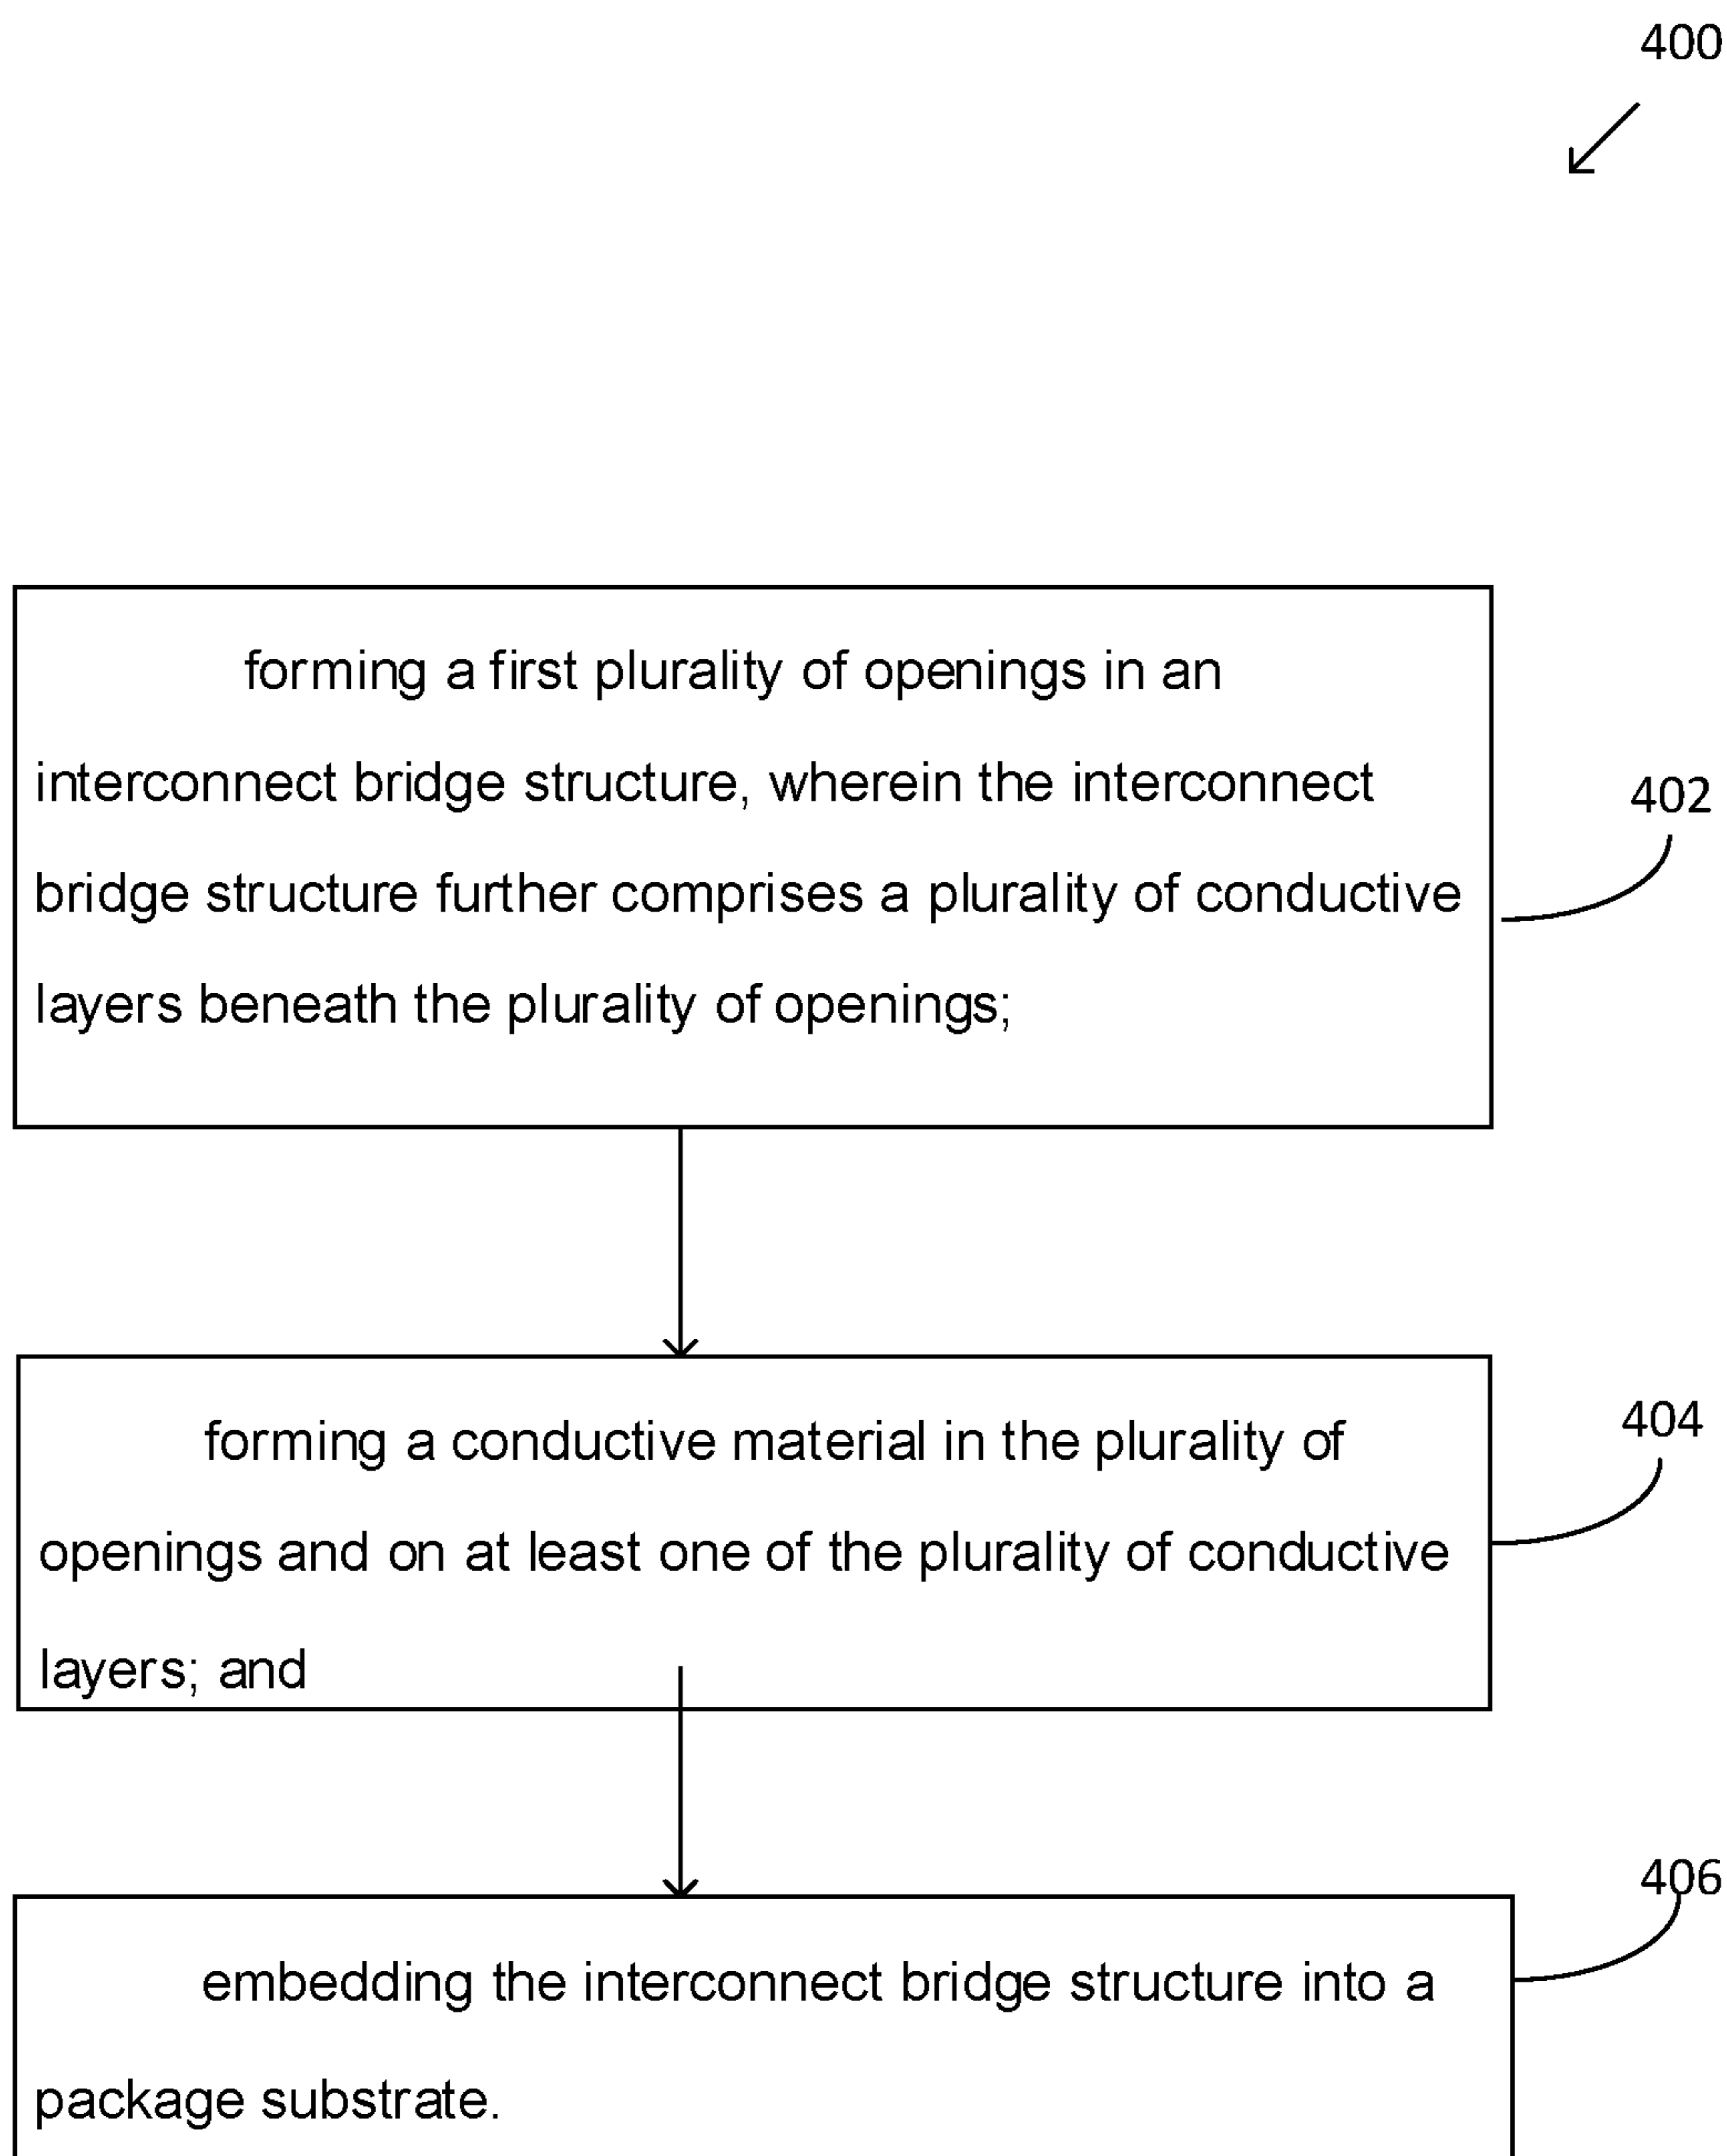 400
forming a first plurality of openings in an
interconnect bridge structure, wherein the interconnect
bridge structure further comprises a plurality of conductive
layers beneath the plurality of openings;
402
forming a conductive material in the plurality of
openings and on at least one of the plurality of conductive
layers; and
404
embedding the interconnect bridge structure into a
package substrate.
406